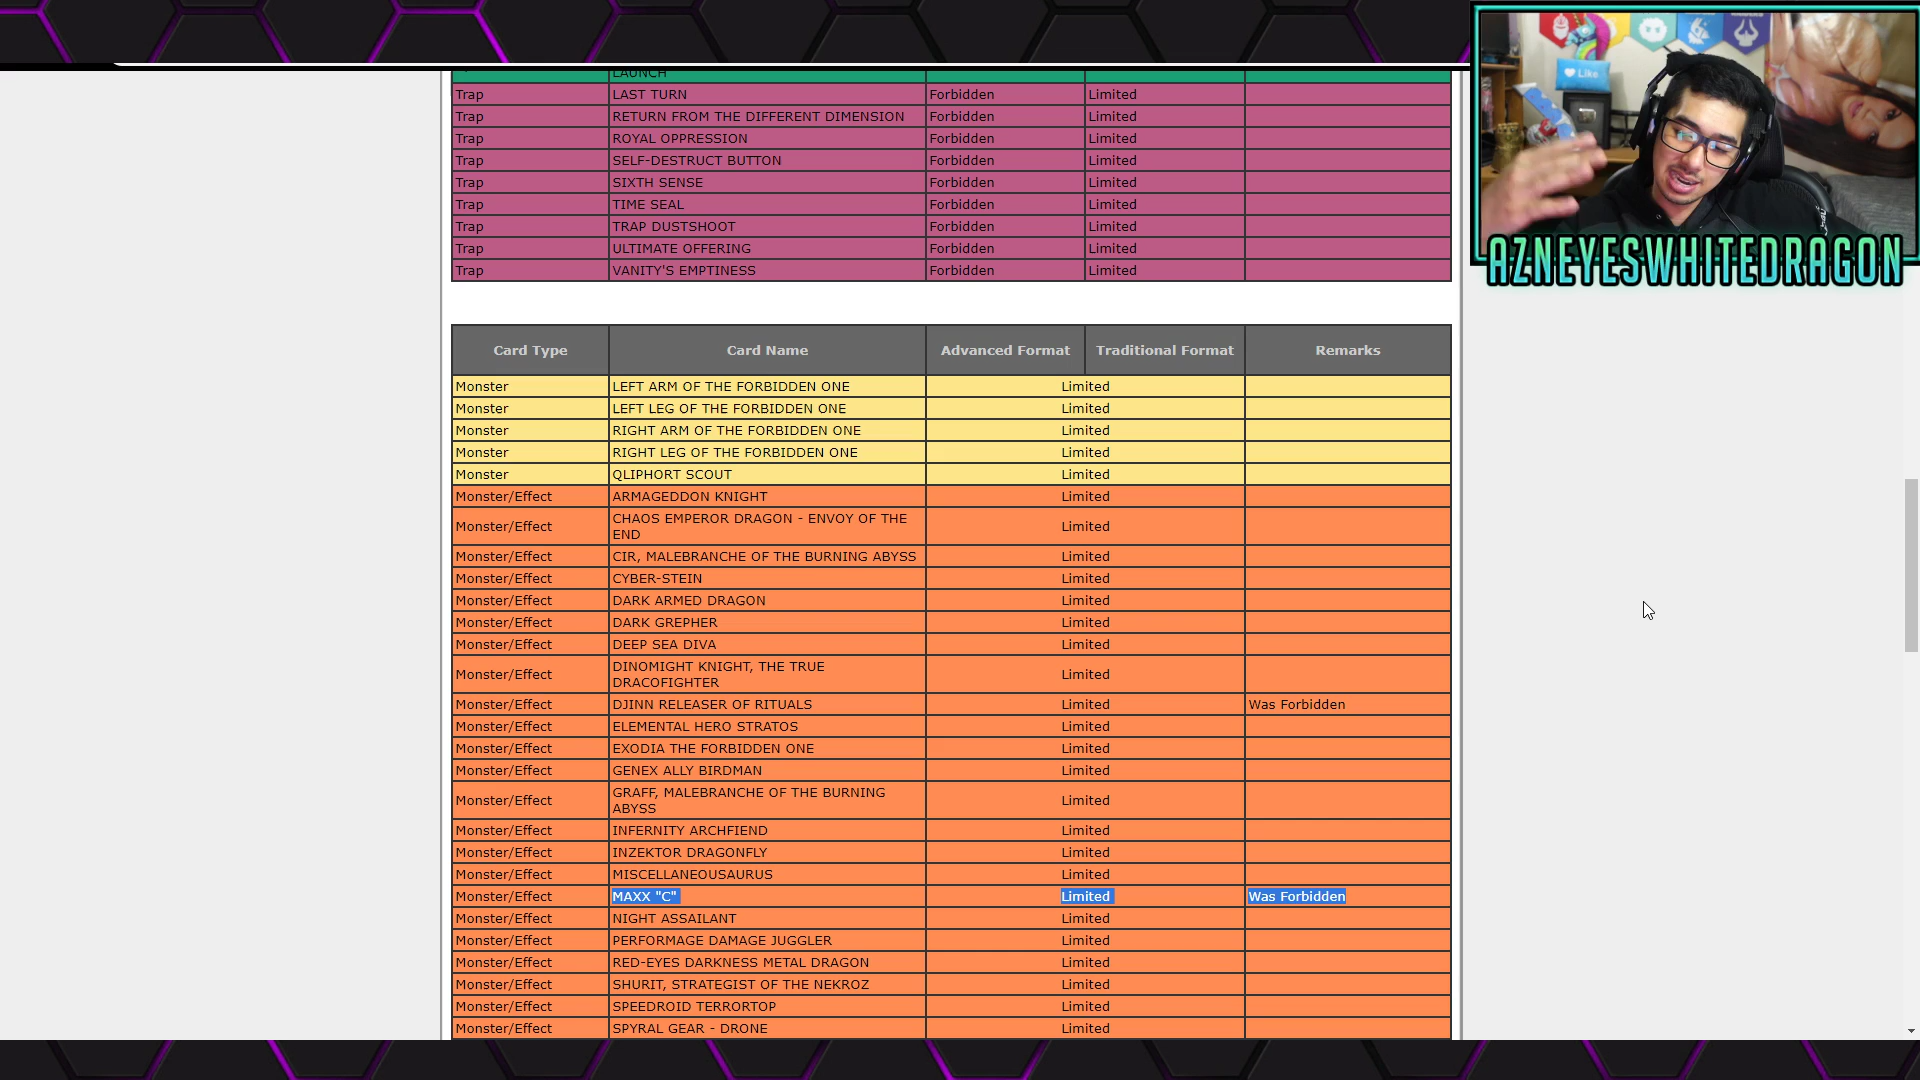 LAUNCH
Trap LAST TURN Forbidden Limited
Trap RETURN FROM THE DIFFERENT DIMENSION Forbidden Limited
Trap ROYAL OPPRESSION Forbidden Limited
Trap SELF-DESTRUCT BUTTON Forbidden Limited
Trap SIXTH SENSE Forbidden Limited
Trap TIME SEAL Forbidden Limited
Trap TRAP DUSTSHOOT Forbidden Limited
Trap ULTIMATE OFFERING Forbidden Limited
Trap VANITY'S EMPTINESS Forbidden Limited
Card Type Card Name Advanced Format Traditional Format Remarks
Monster LEFT ARM OF THE FORBIDDEN ONE Limited
Monster LEFT LEG OF THE FORBIDDEN ONE Limited
Monster RIGHT ARM OF THE FORBIDDEN ONE Limited
Monster RIGHT LEG OF THE FORBIDDEN ONE Limited
Monster QLIPHORT SCOUT Limited
Monster/Effect ARMAGEDDON KNIGHT Limited
Monster/Effect CHAOS EMPEROR DRAGON - ENVOY OF THE
END Limited
Monster/Effect CIR, MALEBRANCHE OF THE BURNING ABYSS Limited
Monster/Effect CYBER-STEIN Limited
Monster/Effect DARK ARMED DRAGON Limited
Monster/Effect DARK GREPHER Limited
Monster/Effect DEEP SEA DIVA Limited
Monster/Effect DINOMIGHT KNIGHT, THE TRUE
DRACOFIGHTER Limited
Monster/Effect DJINN RELEASER OF RITUALS Limited Was Forbidden
Monster/Effect ELEMENTAL HERO STRATOS Limited
Monster/Effect EXODIA THE FORBIDDEN ONE Limited
Monster/Effect GENEX ALLY BIRDMAN Limited
Monster/Effect GRAFF, MALEBRANCHE OF THE BURNING
ABYSS Limited
Monster/Effect INFERNITY ARCHFIEND Limited
Monster/Effect INZEKTOR DRAGONFLY Limited
Monster/Effect MISCELLANEOUSAURUS Limited
Monster/Effect MAXX "C" Limited Was Forbidden
Monster/Effect NIGHT ASSAILANT Limited
Monster/Effect PERFORMAGE DAMAGE JUGGLER Limited
Monster/Effect RED-EYES DARKNESS METAL DRAGON Limited
Monster/Effect SHURIT, STRATEGIST OF THE NEKROZ Limited
Monster/Effect SPEEDROID TERRORTOP Limited
Monster/Effect SPYRAL GEAR - DRONE Limited
Like
AZNEYESWHITEDRAGON